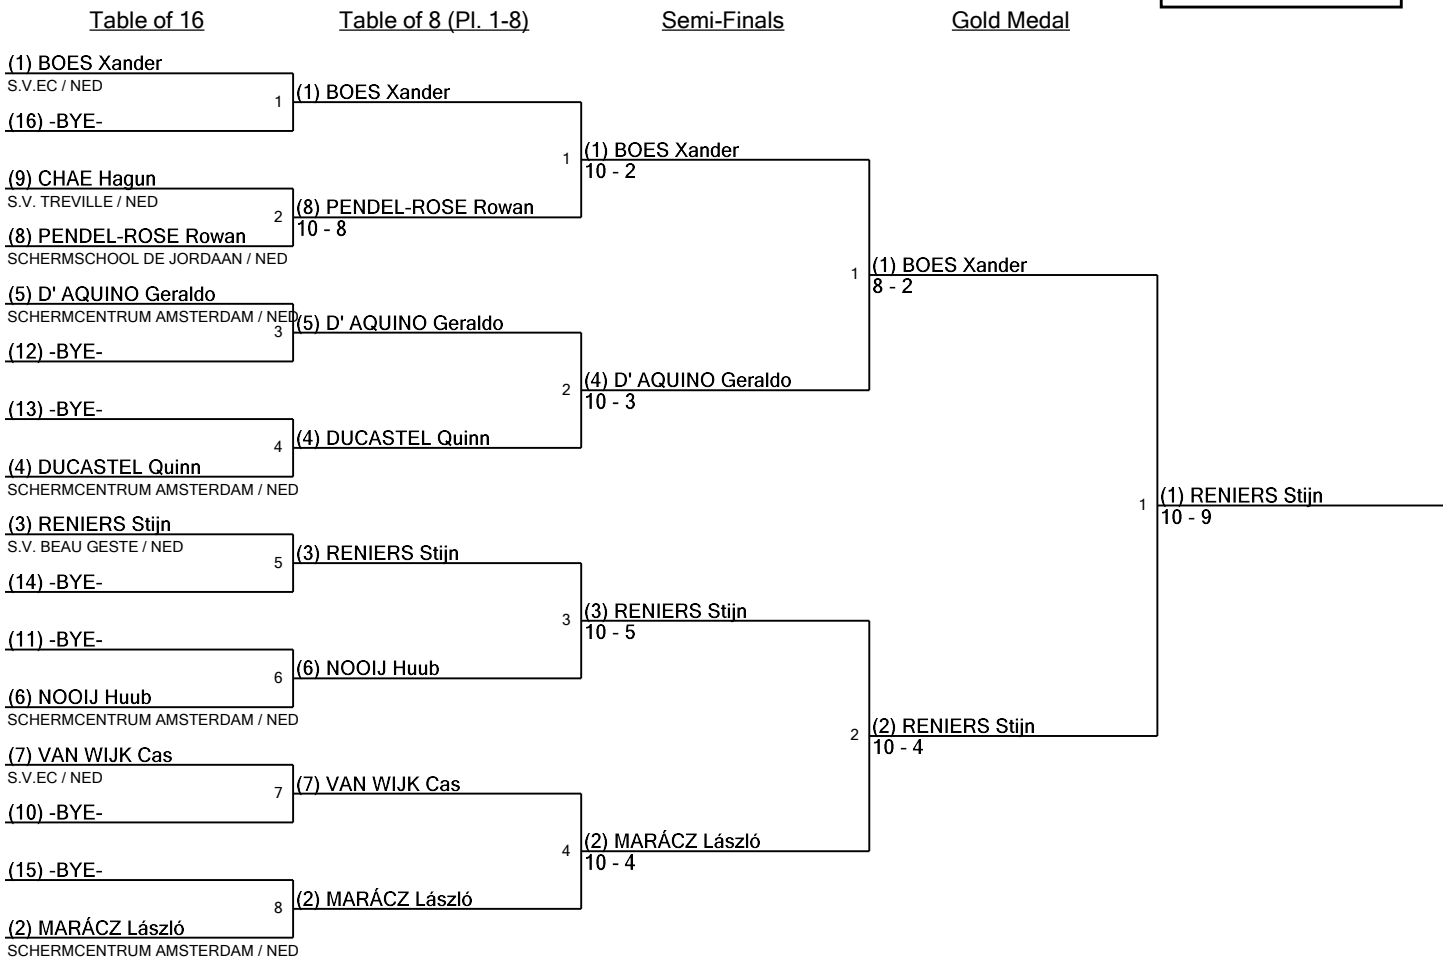 Table of 16
Table of 8 (Pl. 1-8)
Semi-Finals
Gold Medal
(1) BOES Xander
S.V.EC / NED
1
(16) -BYE-
(9) CHAE Hagun
S.V. TREVILLE / NED
2
(8) PENDEL-ROSE Rowan
SCHERMSCHOOL DE JORDAAN / NED
(5) D' AQUINO Geraldo
SCHERMCENTRUM AMSTERDAM / NED
3
(12) -BYE-
(13) -BYE-
4
(4) DUCASTEL Quinn
SCHERMCENTRUM AMSTERDAM / NED
(3) RENIERS Stijn
S.V. BEAU GESTE / NED
5
(14) -BYE-
(11) -BYE-
6
(6) NOOIJ Huub
SCHERMCENTRUM AMSTERDAM / NED
(7) VAN WIJK Cas
S.V.EC / NED
7
(10) -BYE-
(15) -BYE-
8
(2) MARÁCZ László
SCHERMCENTRUM AMSTERDAM / NED
(1) BOES Xander
1
(8) PENDEL-ROSE Rowan
10 - 8
(5) D' AQUINO Geraldo
2
(4) DUCASTEL Quinn
(3) RENIERS Stijn
3
(6) NOOIJ Huub
(7) VAN WIJK Cas
4
(2) MARÁCZ László
(1) BOES Xander
10 - 2
1
(4) D' AQUINO Geraldo
10 - 3
(3) RENIERS Stijn
10 - 5
2
(2) MARÁCZ László
10 - 4
(1) BOES Xander
8 - 2
1
(2) RENIERS Stijn
10 - 4
(1) RENIERS Stijn
10 - 9